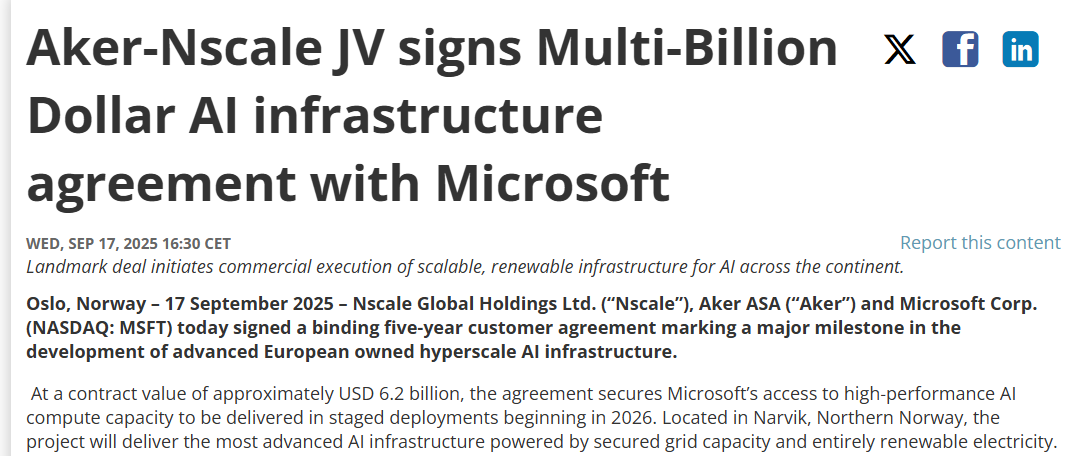 Aker-Nscale JV signs Multi-Billion
Dollar AI infrastructure
agreement with Microsoft
WED, SEP 17, 2025 16:30 CET
Report this content
Landmark deal initiates commercial execution of scalable, renewable infrastructure for AI across the continent.
Oslo, Norway – 17 September 2025 – Nscale Global Holdings Ltd. (“Nscale”), Aker ASA (“Aker”) and Microsoft Corp.
(NASDAQ: MSFT) today signed a binding five-year customer agreement marking a major milestone in the
development of advanced European owned hyperscale AI infrastructure.
At a contract value of approximately USD 6.2 billion, the agreement secures Microsoft’s access to high-performance AI
compute capacity to be delivered in staged deployments beginning in 2026. Located in Narvik, Northern Norway, the
project will deliver the most advanced AI infrastructure powered by secured grid capacity and entirely renewable electricity.